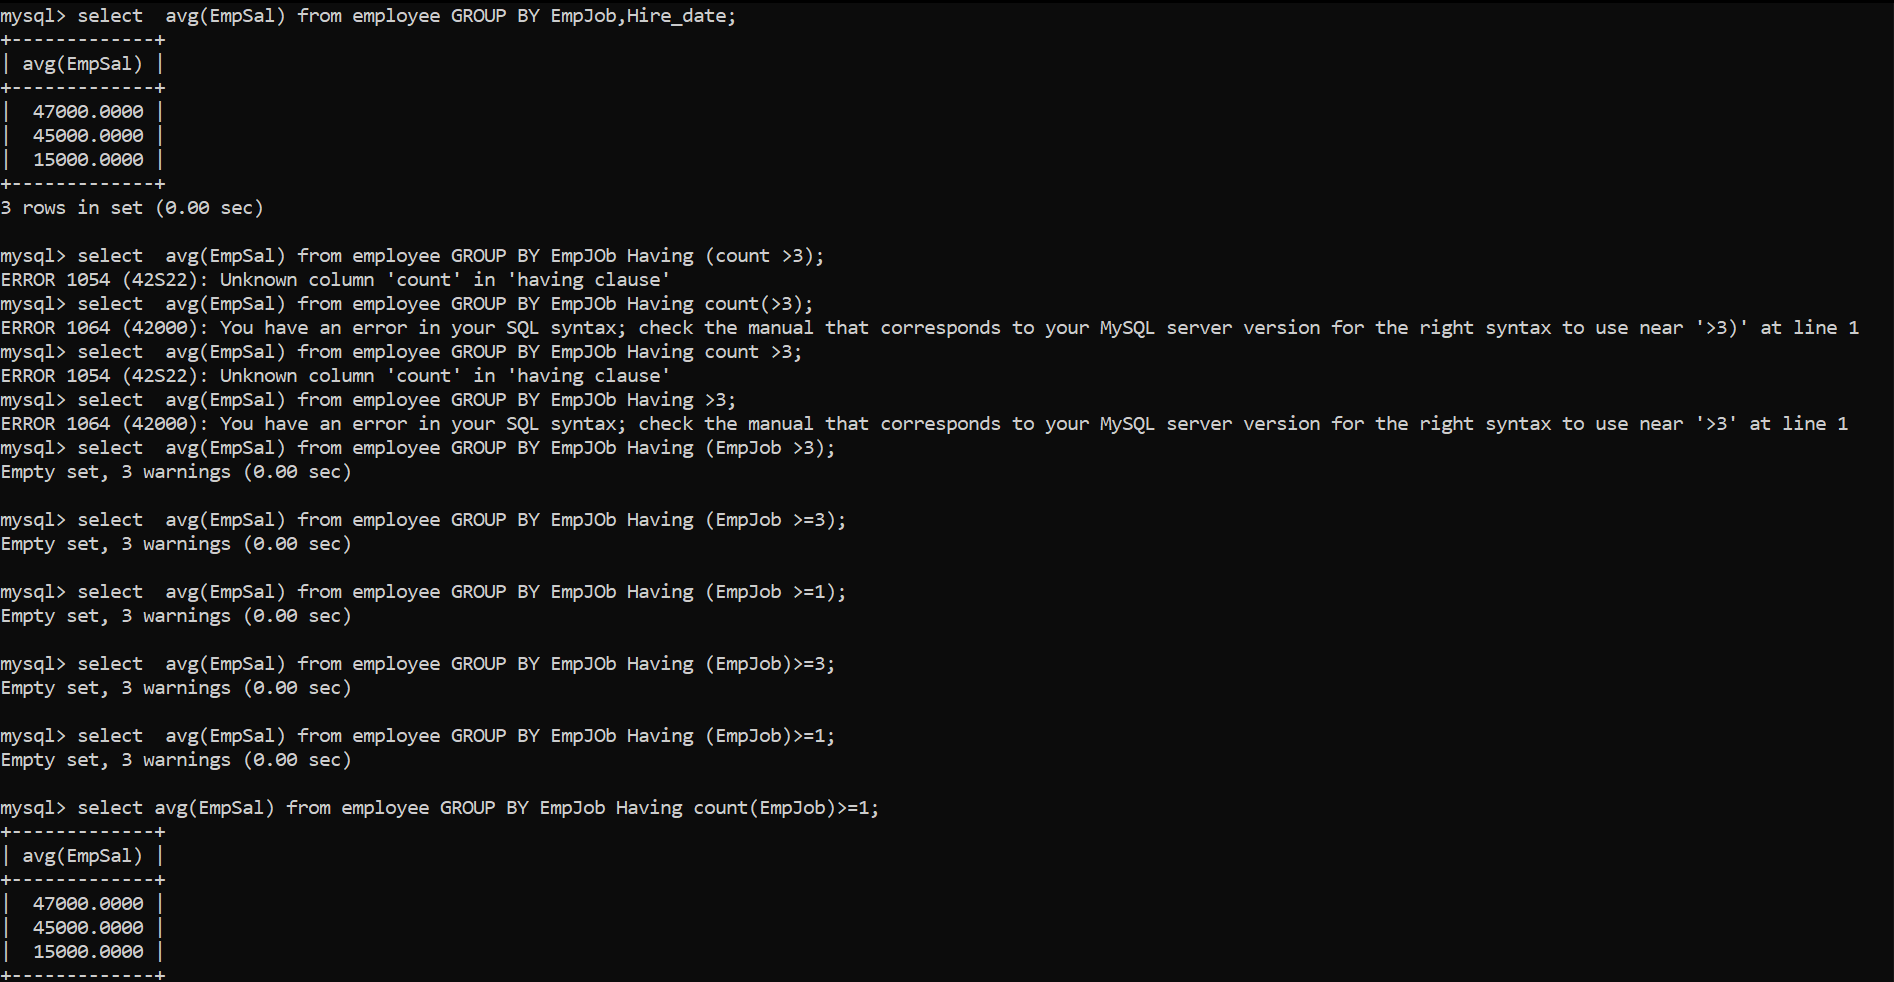 mysql> select  avg(EmpSal) from employee GROUP BY EmpJob,Hire_date;
+-------------+
| avg(EmpSal) |
+-------------+
|  47000.0000 |
|  45000.0000 |
|  15000.0000 |
+-------------+
3 rows in set (0.00 sec)

mysql> select  avg(EmpSal) from employee GROUP BY EmpJOb Having (count >3);
ERROR 1054 (42S22): Unknown column 'count' in 'having clause'
mysql> select  avg(EmpSal) from employee GROUP BY EmpJOb Having count(>3);
ERROR 1064 (42000): You have an error in your SQL syntax; check the manual that corresponds to your MySQL server version for the right syntax to use near '>3)' at line 1
mysql> select  avg(EmpSal) from employee GROUP BY EmpJOb Having count >3;
ERROR 1054 (42S22): Unknown column 'count' in 'having clause'
mysql> select  avg(EmpSal) from employee GROUP BY EmpJOb Having >3;
ERROR 1064 (42000): You have an error in your SQL syntax; check the manual that corresponds to your MySQL server version for the right syntax to use near '>3' at line 1
mysql> select  avg(EmpSal) from employee GROUP BY EmpJOb Having (EmpJob >3);
Empty set, 3 warnings (0.00 sec)

mysql> select  avg(EmpSal) from employee GROUP BY EmpJOb Having (EmpJob >=3);
Empty set, 3 warnings (0.00 sec)

mysql> select  avg(EmpSal) from employee GROUP BY EmpJOb Having (EmpJob >=1);
Empty set, 3 warnings (0.00 sec)

mysql> select  avg(EmpSal) from employee GROUP BY EmpJOb Having (EmpJob)>=3;
Empty set, 3 warnings (0.00 sec)

mysql> select  avg(EmpSal) from employee GROUP BY EmpJOb Having (EmpJob)>=1;
Empty set, 3 warnings (0.00 sec)

mysql> select avg(EmpSal) from employee GROUP BY EmpJob Having count(EmpJob)>=1;
+-------------+
| avg(EmpSal) |
+-------------+
|  47000.0000 |
|  45000.0000 |
|  15000.0000 |
+-------------+